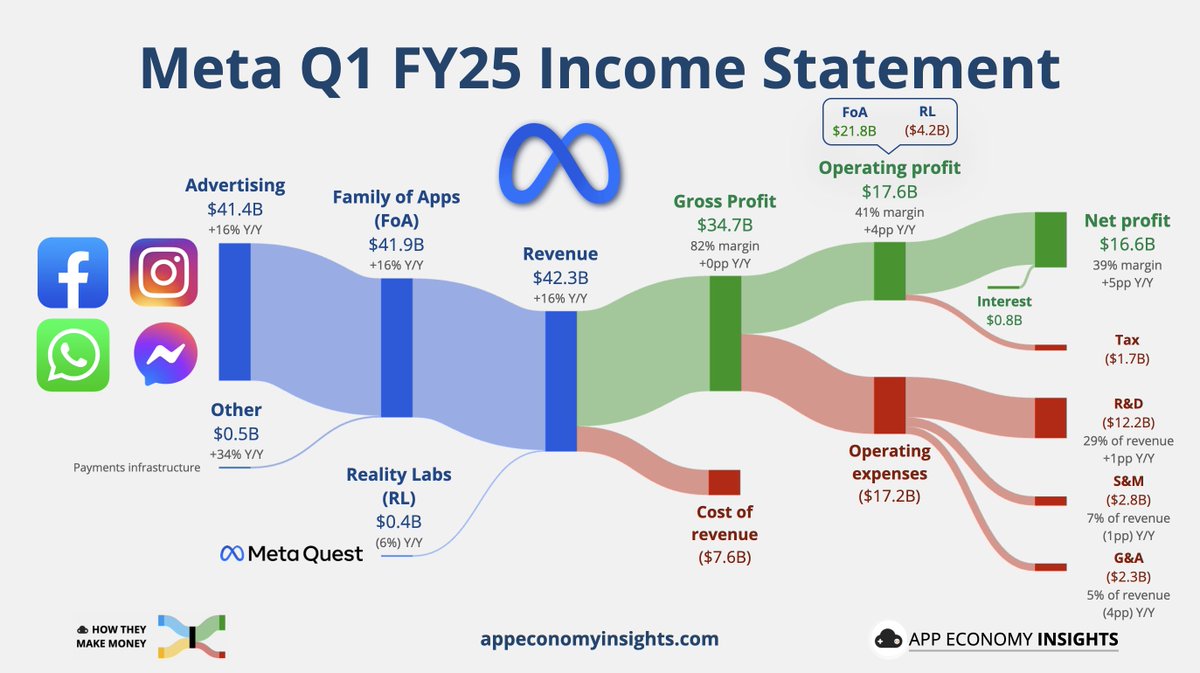 Meta Q1 FY25 Income Statement
FoA
$21.8B
RL
($4.2B)
Advertising
$41.4B
+16% Y/Y
Family of Apps
(FoA)
$41.9B
+16% Y/Y
Revenue
$42.3B
+16% Y/Y
Gross Profit
$34.7B
82% margin
+0pp Y/Y
Operating profit
$17.6B
41% margin
+4pp Y/Y
Net profit
$16.6B
39% margin
+5pp Y/Y
Interest
$0.8B
Tax
($1.7B)
Other
$0.5B
+34% Y/Y
Payments infrastructure
Reality Labs
(RL)
$0.4B
(6%) Y/Y
Meta Quest
Cost of
revenue
($7.6B)
Operating
expenses
($17.2B)
R&D
($12.2B)
29% of revenue
+1pp Y/Y
S&M
($2.8B)
7% of revenue
(1pp) Y/Y
G&A
($2.3B)
5% of revenue
(4pp) Y/Y
HOW THEY
MAKE MONEY
appeconomyinsights.com
APP ECONOMY INSIGHTS